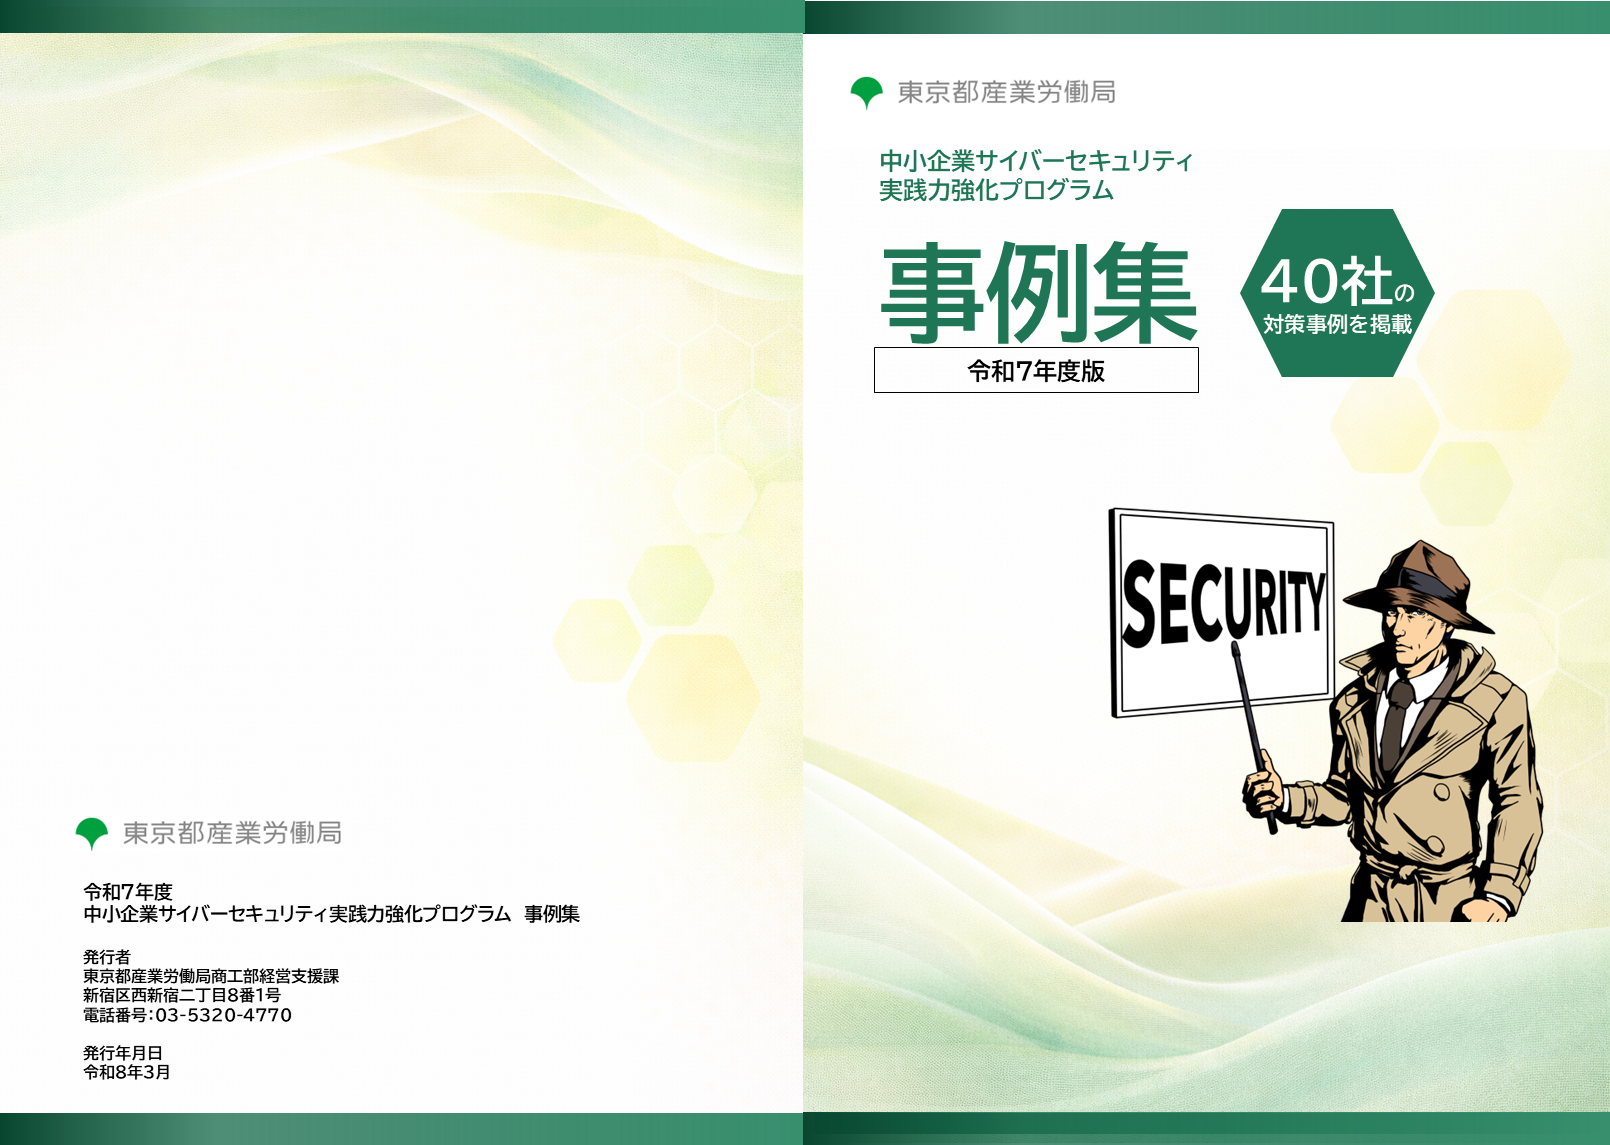 東京都産業労働局
中小企業サイバーセキュリティ
実践力強化プログラム
事例集
令和7年度版
40社の
対策事例を掲載
SECURITY
東京都産業労働局
令和7年度
中小企業サイバーセキュリティ実践力強化プログラム 事例集
発行者
東京都産業労働局商工部経営支援課
新宿区西新宿二丁目8番1号
電話番号：03-5320-4770
発行年月日
令和8年3月